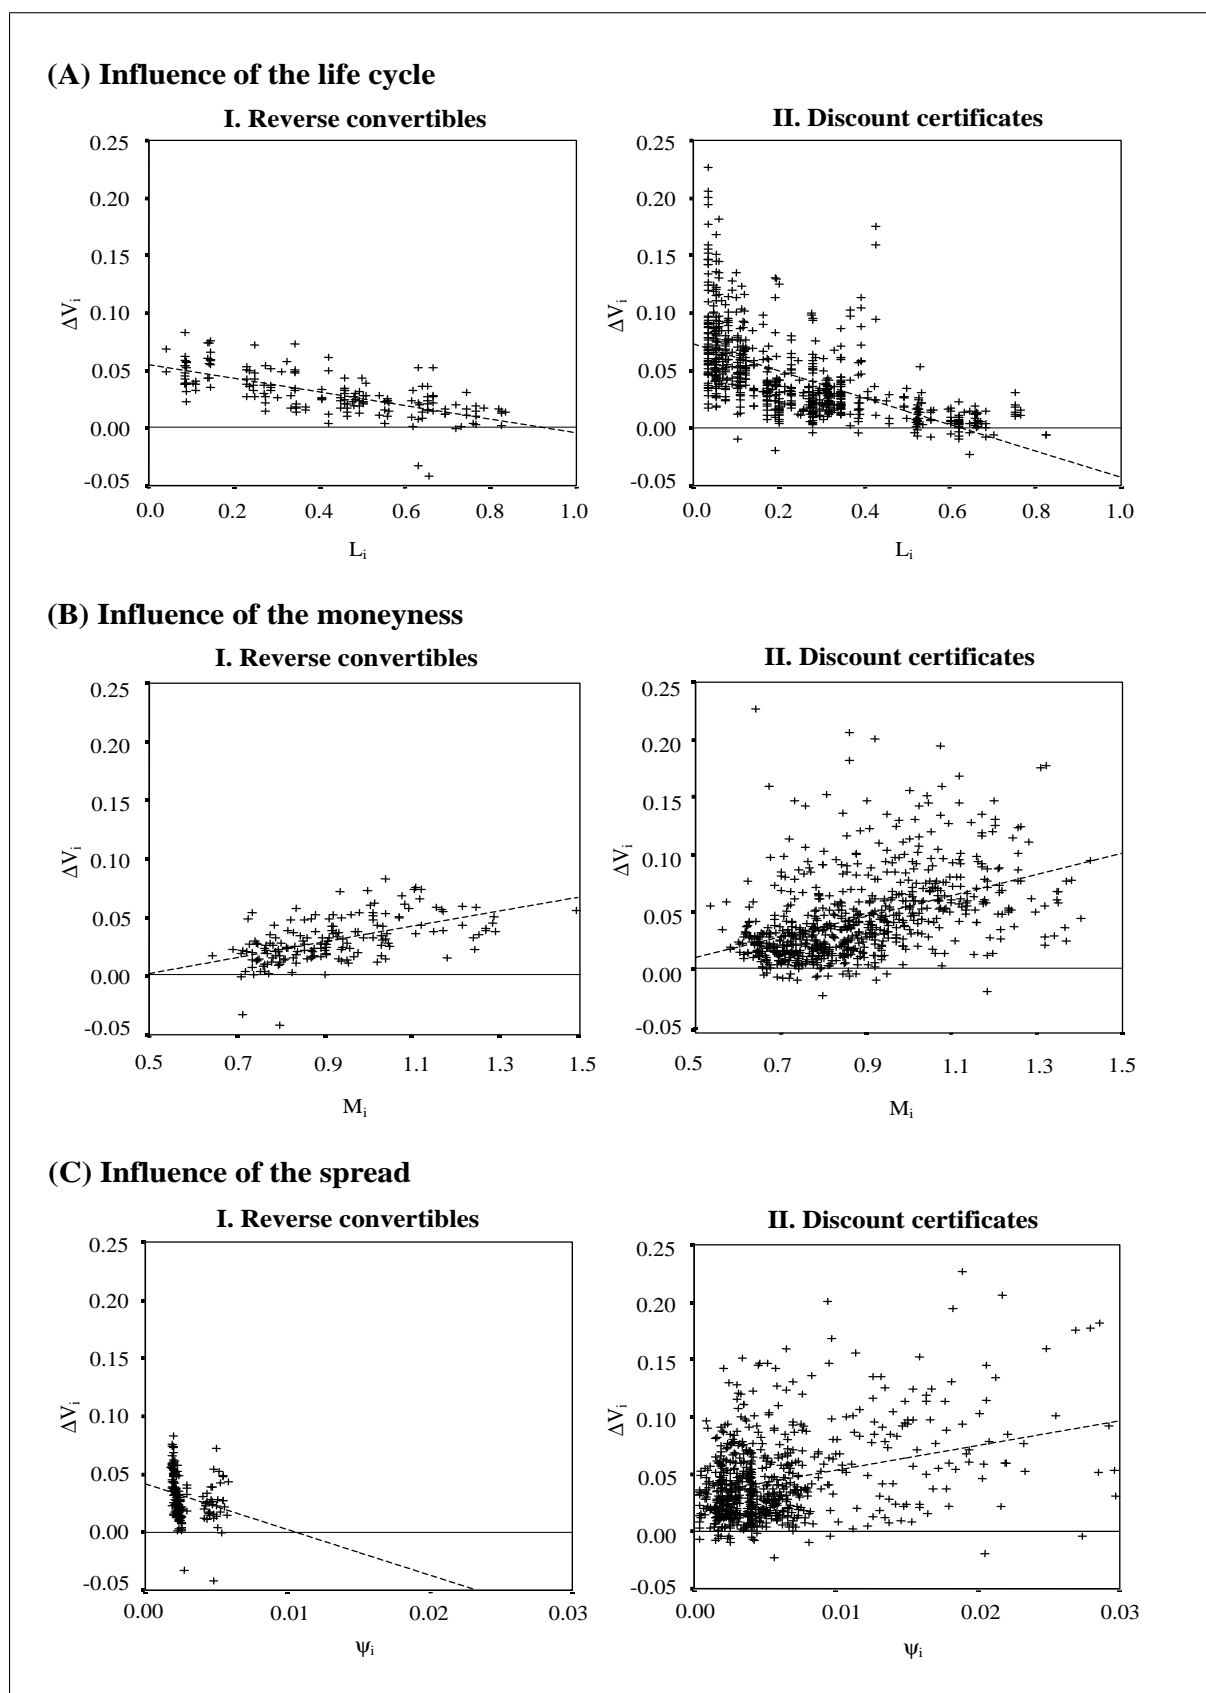 (A) Influence of the life cycle
I. Reverse convertibles
II. Discount certificates
0.25
0.20
0.15
0.10
0.05
0.00
-0.05
ΔVᵢ
0.0 0.2 0.4 0.6 0.8 1.0
Lᵢ
0.25
0.20
0.15
0.10
0.05
0.00
-0.05
ΔVᵢ
0.0 0.2 0.4 0.6 0.8 1.0
Lᵢ
(B) Influence of the moneyness
I. Reverse convertibles
II. Discount certificates
0.25
0.20
0.15
0.10
0.05
0.00
-0.05
ΔVᵢ
0.5 0.7 0.9 1.1 1.3 1.5
Mᵢ
0.25
0.20
0.15
0.10
0.05
0.00
-0.05
ΔVᵢ
0.5 0.7 0.9 1.1 1.3 1.5
Mᵢ
(C) Influence of the spread
I. Reverse convertibles
II. Discount certificates
0.25
0.20
0.15
0.10
0.05
0.00
-0.05
ΔVᵢ
0.00 0.01 0.02 0.03
ψᵢ
0.25
0.20
0.15
0.10
0.05
0.00
-0.05
ΔVᵢ
0.00 0.01 0.02 0.03
ψᵢ